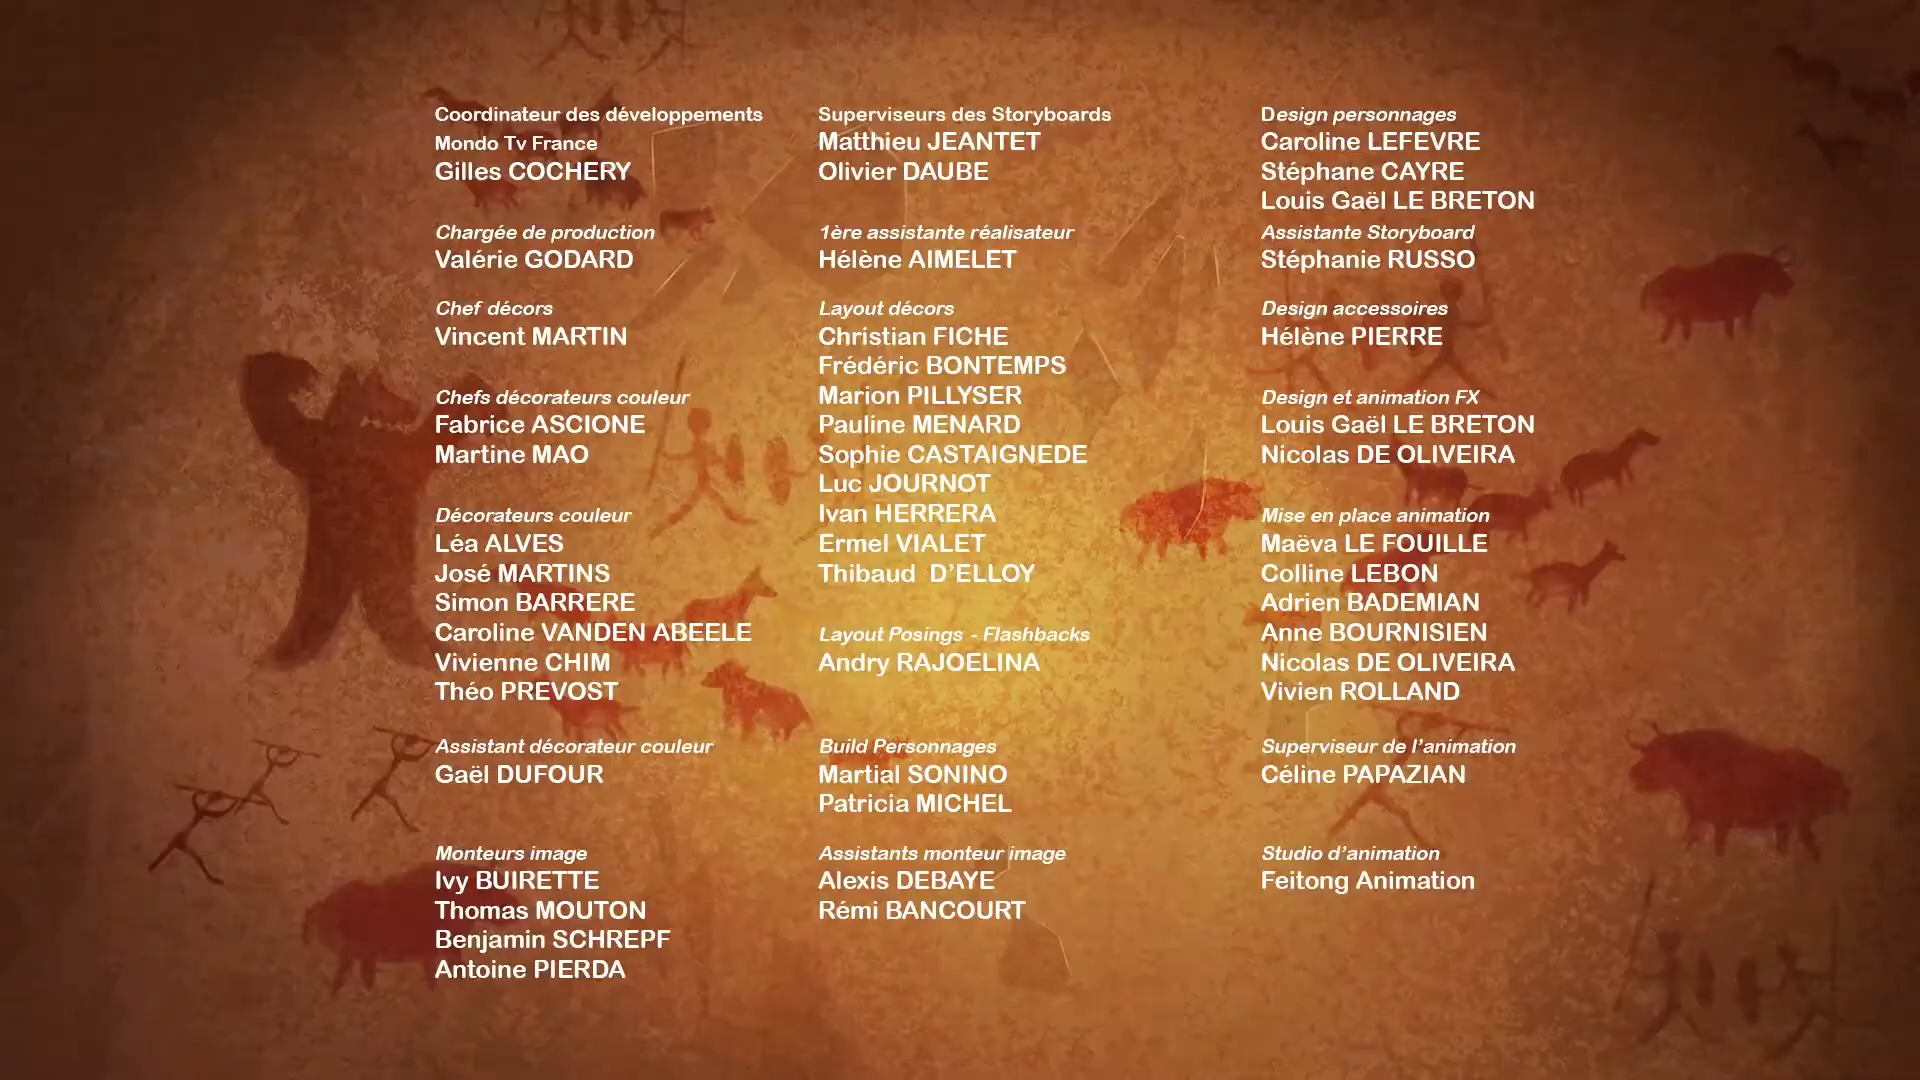 Coordinateur des développements
Mondo Tv France
Gilles COCHERY
Chargée de production
Valérie GODARD
Chef décors
Vincent MARTIN
Chefs décorateurs couleur
Fabrice ASCIONE
Martine MAO
Décorateurs couleur
Léa ALVES
José MARTINS
Simon BARRERE
Caroline VANDEN ABEELE
Vivienne CHIM
Théo PREVOST
Assistant décorateur couleur
Gaël DUFOUR
Monteurs image
Ivy BUIRETTE
Thomas MOUTON
Benjamin SCHREPF
Antoine PIERDA
Superviseurs des Storyboards
Matthieu JEANTET
Olivier DAUBE
1ère assistante réalisateur
Hélène AIMELET
Layout décors
Christian FICHE
Frédéric BONTEMPS
Marion PILLYSER
Pauline MENARD
Sophie CASTAIGNEDE
Luc JOURNOT
Ivan HERRERA
Ermel VIALET
Thibaud D’ELLOY
Layout Posings - Flashbacks
Andry RAJOELINA
Build Personnages
Martial SONINO
Patricia MICHEL
Assistants monteur image
Alexis DEBAYE
Rémi BANCOURT
Design personnages
Caroline LEFEVRE
Stéphane CAYRE
Louis Gaël LE BRETON
Assistante Storyboard
Stéphanie RUSSO
Design accessoires
Hélène PIERRE
Design et animation FX
Louis Gaël LE BRETON
Nicolas DE OLIVEIRA
Mise en place animation
Maëva LE FOUILLE
Colline LEBON
Adrien BADEMIAN
Anne BOURNISIEN
Nicolas DE OLIVEIRA
Vivien ROLLAND
Superviseur de l’animation
Céline PAPAZIAN
Studio d’animation
Feitong Animation